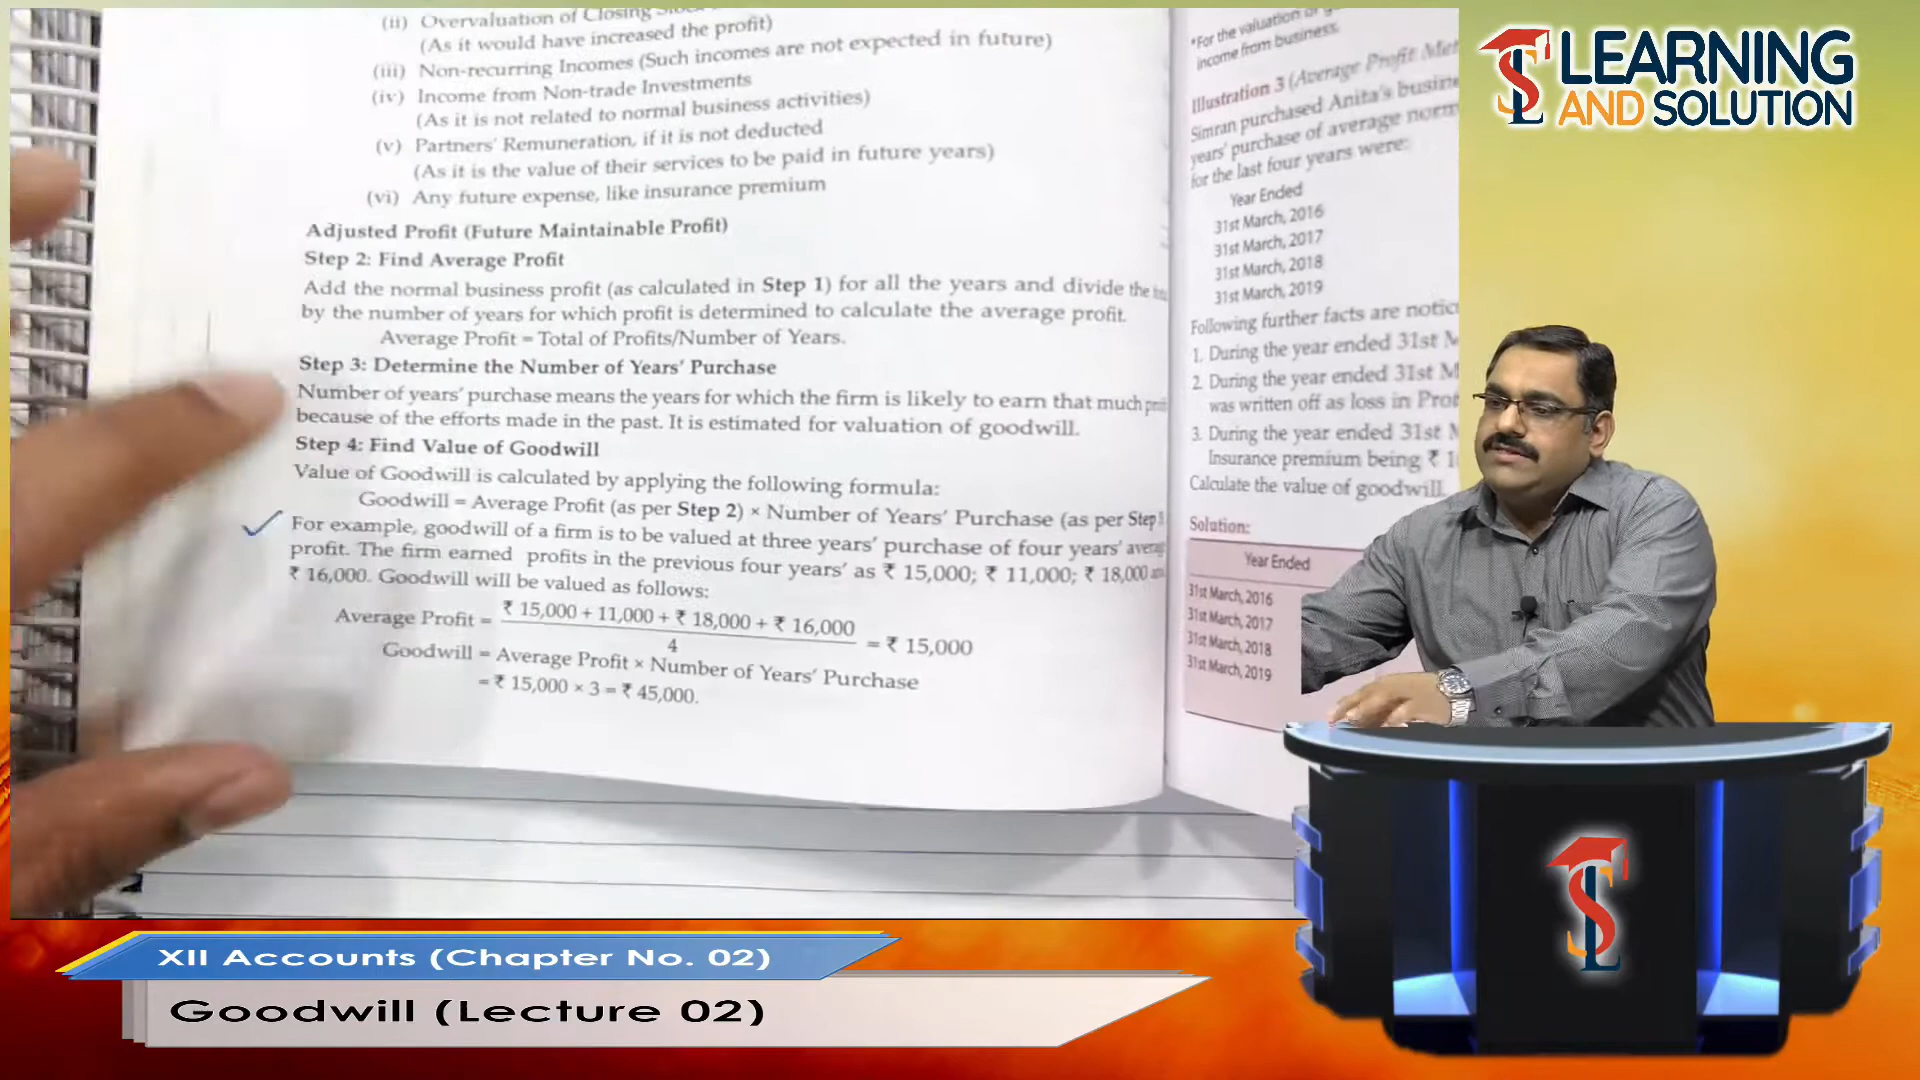 (ii) Overvaluation of Closing
(As it would have increased the profit)
(iii) Non-recurring Incomes (Such incomes are not expected in future)
(iv) Income from Non-trade Investments
(As it is not related to normal business activities)
(v) Partners' Remuneration, if it is not deducted
(As it is the value of their services to be paid in future years)
(vi) Any future expense, like insurance premium
Adjusted Profit (Future Maintainable Profit)
Step 2: Find Average Profit
Add the normal business profit (as calculated in Step 1) for all the years and divide the
by the number of years for which profit is determined to calculate the average profit.
Average Profit = Total of Profits/Number of Years.
Step 3: Determine the Number of Years' Purchase
Number of years' purchase means the years for which the firm is likely to earn that much
because of the efforts made in the past. It is estimated for valuation of goodwill.
Step 4: Find Value of Goodwill
Value of Goodwill is calculated by applying the following formula:
Goodwill = Average Profit (as per Step 2) × Number of Years' Purchase (as per Step
For example, goodwill of a firm is to be valued at three years' purchase of four years'
profit. The firm earned profits in the previous four years' as ₹ 15,000; ₹ 11,000; ₹ 18,000
₹ 16,000. Goodwill will be valued as follows:
Average Profit = ₹ 15,000 + 11,000 + ₹ 18,000 + ₹ 16,000
4
= ₹ 15,000
Goodwill = Average Profit × Number of Years' Purchase
= ₹ 15,000 × 3 = ₹ 45,000.
*For the valuation of
income from business.
Illustration 3 (Average Profit
Simran purchased Anita's
years' purchase of average
for the last four years were:
Year Ended
31st March, 2016
31st March, 2017
31st March, 2018
31st March, 2019
Following further facts are
1. During the year ended 31st
2. During the year ended 31st
was written off as loss in
3. During the year ended 31st
Insurance premium being ₹
Calculate the value of goodwill.
Solution:
Year Ended
31st March, 2016
31st March, 2017
31st March, 2018
31st March, 2019
LEARNING
AND SOLUTION
XII Accounts (Chapter No. 02)
Goodwill (Lecture 02)